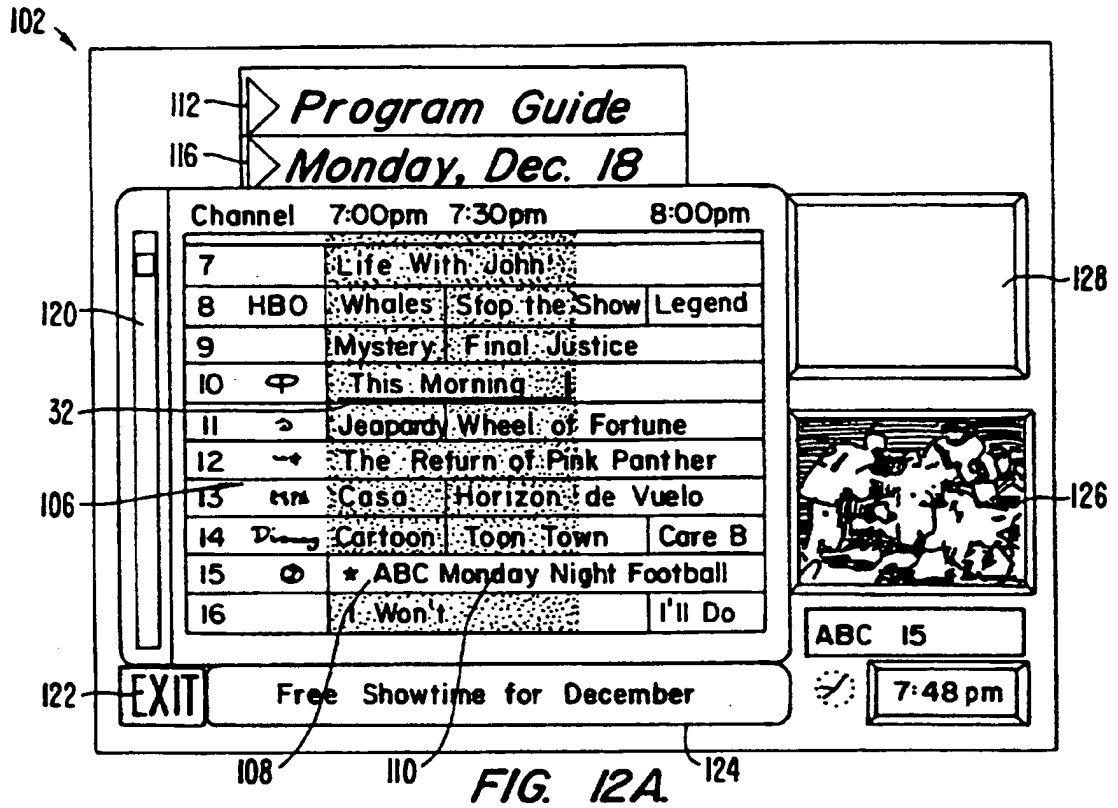 102
112
Program Guide
116
Monday, Dec. 18
Channel 7:00pm 7:30pm 8:00pm
7 Life With John
8 HBO Whales Stop the Show Legend
128
120
9 Mystery Final Justice
10 This Morning
32
11 Jeapardy Wheel of Fortune
12 The Return of Pink Panther
106
13 Casa Horizon de Vuelo
126
14 Disney Cartoon Toon Town Care B
15 * ABC Monday Night Football
16 I Won't I'll Do
ABC 15
122
EXIT
Free Showtime for December
7:48 pm
108
110
124
FIG. 12A.